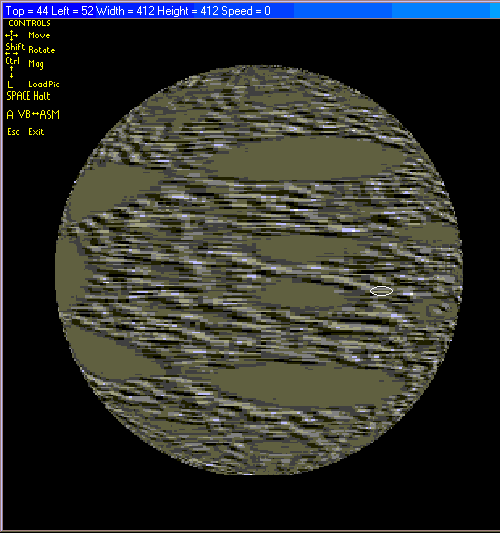 Top = 44 Left = 52 Width = 412 Height = 412 Speed = 0
CONTROLS
Move
Shift Rotate
Ctrl Mag
L LoadPic
SPACE Halt
A VB↔ASM
Esc Exit